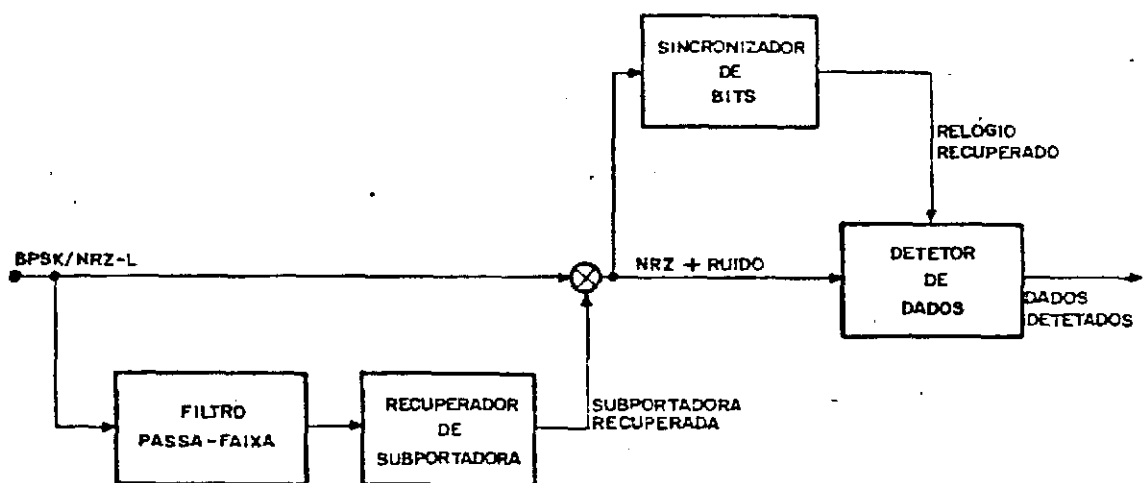 SINCRONIZADOR
DE
BITS
RELÓGIO
RECUPERADO
BPSK/NRZ-L
NRZ + RUIDO
DETETOR
DE
DADOS
DADOS
DETETADOS
FILTRO
PASSA-FAIXA
RECUPERADOR
DE
SUBPORTADORA
SUBPORTADORA
RECUPERADA